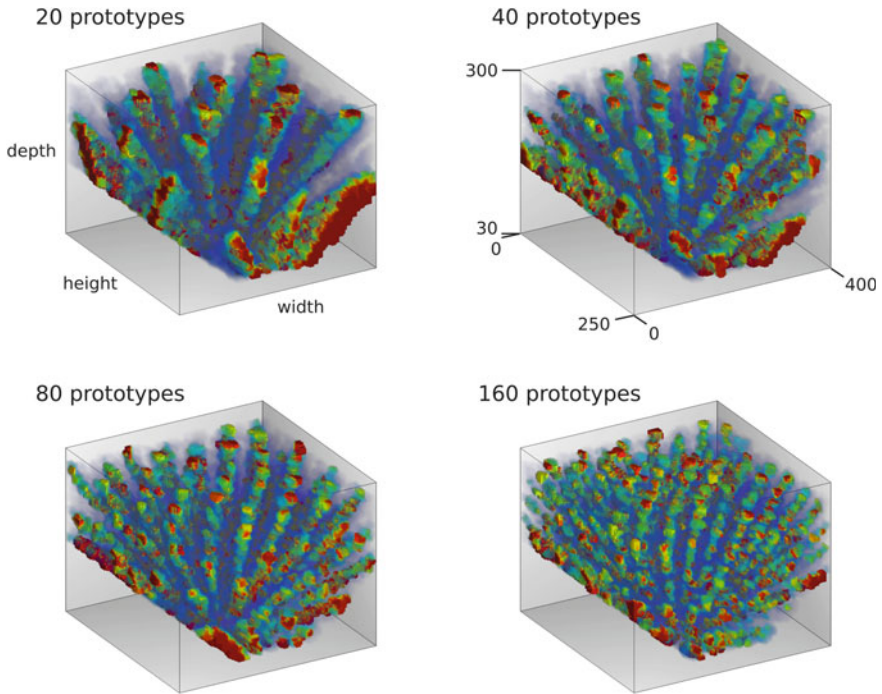 20 prototypes
40 prototypes
depth
height
width
300
30
0
250
0
400
80 prototypes
160 prototypes